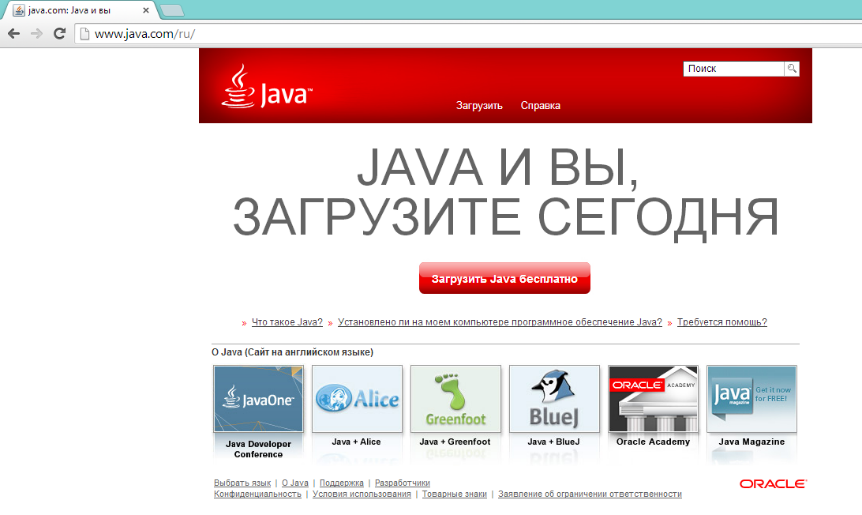 java.com: Java и вы
www.java.com/ru/
Java™
Поиск
Загрузить Справка
JAVA И ВЫ,
ЗАГРУЗИТЕ СЕГОДНЯ
Загрузить Java бесплатно
» Что такое Java? » Установлено ли на моем компьютере программное обеспечение Java? » Требуется помощь?
О Java (Сайт на английском языке)
JavaOne™
Alice
Greenfoot
BlueJ
ORACLE ACADEMY
Java magazine
Get it now
for FREE!
Java Developer
Conference
Java + Alice
Java + Greenfoot
Java + BlueJ
Oracle Academy
Java Magazine
Выбрать язык | О Java | Поддержка | Разработчики
Конфиденциальность | Условия использования | Товарные знаки | Заявление об ограничении ответственности
ORACLE